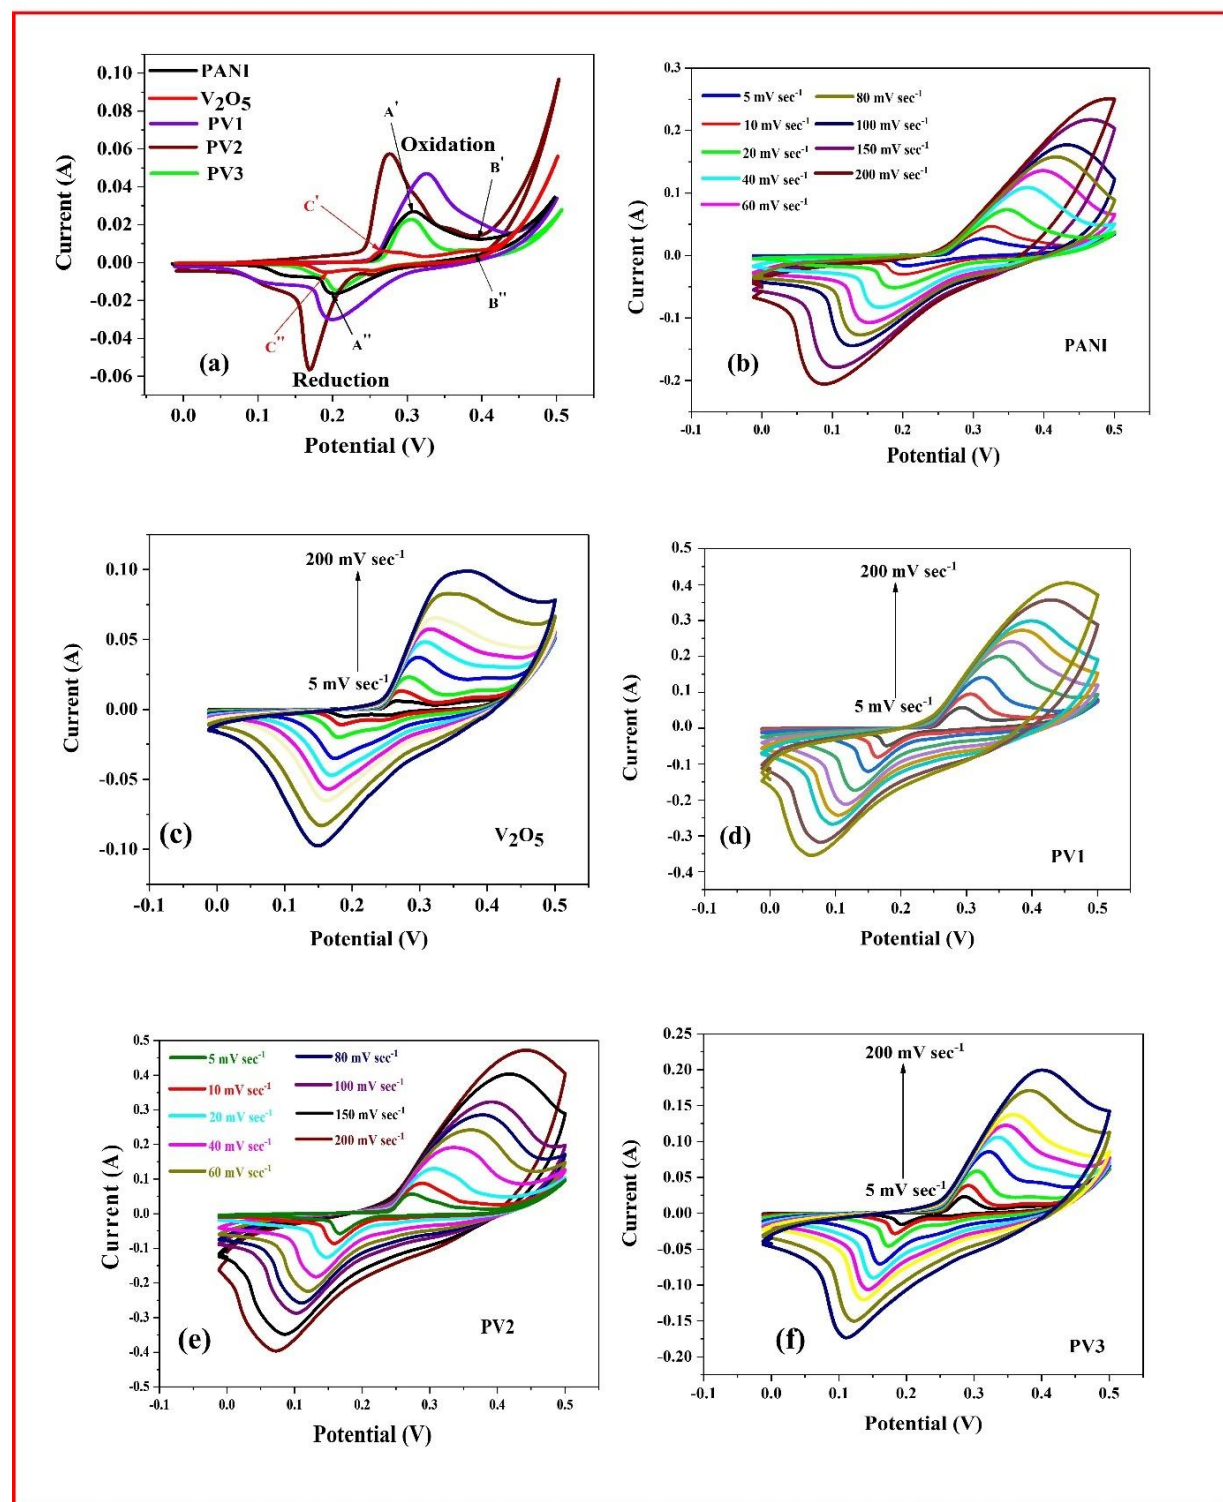 PANI
V₂O₅
PV1
PV2
PV3
A'
Oxidation
B'
C'
B''
C''
A''
Reduction
(a)
0.10
0.08
0.06
0.04
0.02
0.00
-0.02
-0.04
-0.06
0.0 0.1 0.2 0.3 0.4 0.5
Current (A)
Potential (V)
5 mV sec⁻¹
10 mV sec⁻¹
20 mV sec⁻¹
40 mV sec⁻¹
60 mV sec⁻¹
80 mV sec⁻¹
100 mV sec⁻¹
150 mV sec⁻¹
200 mV sec⁻¹
(b)
PANI
0.3
0.2
0.1
0.0
-0.1
-0.2
-0.1 0.0 0.1 0.2 0.3 0.4 0.5
Current (A)
Potential (V)
200 mV sec⁻¹
5 mV sec⁻¹
(c)
V₂O₅
0.10
0.05
0.00
-0.05
-0.10
-0.1 0.0 0.1 0.2 0.3 0.4 0.5
Current (A)
Potential (V)
200 mV sec⁻¹
5 mV sec⁻¹
(d)
PV1
0.5
0.4
0.3
0.2
0.1
0.0
-0.1
-0.2
-0.3
-0.4
-0.1 0.0 0.1 0.2 0.3 0.4 0.5
Current (A)
Potential (V)
5 mV sec⁻¹
10 mV sec⁻¹
20 mV sec⁻¹
40 mV sec⁻¹
60 mV sec⁻¹
80 mV sec⁻¹
100 mV sec⁻¹
150 mV sec⁻¹
200 mV sec⁻¹
(e)
PV2
0.5
0.4
0.3
0.2
0.1
0.0
-0.1
-0.2
-0.3
-0.4
-0.5
-0.1 0.0 0.1 0.2 0.3 0.4 0.5
Current (A)
Potential (V)
200 mV sec⁻¹
5 mV sec⁻¹
(f)
PV3
0.25
0.20
0.15
0.10
0.05
0.00
-0.05
-0.10
-0.15
-0.20
-0.1 0.0 0.1 0.2 0.3 0.4 0.5
Current (A)
Potential (V)